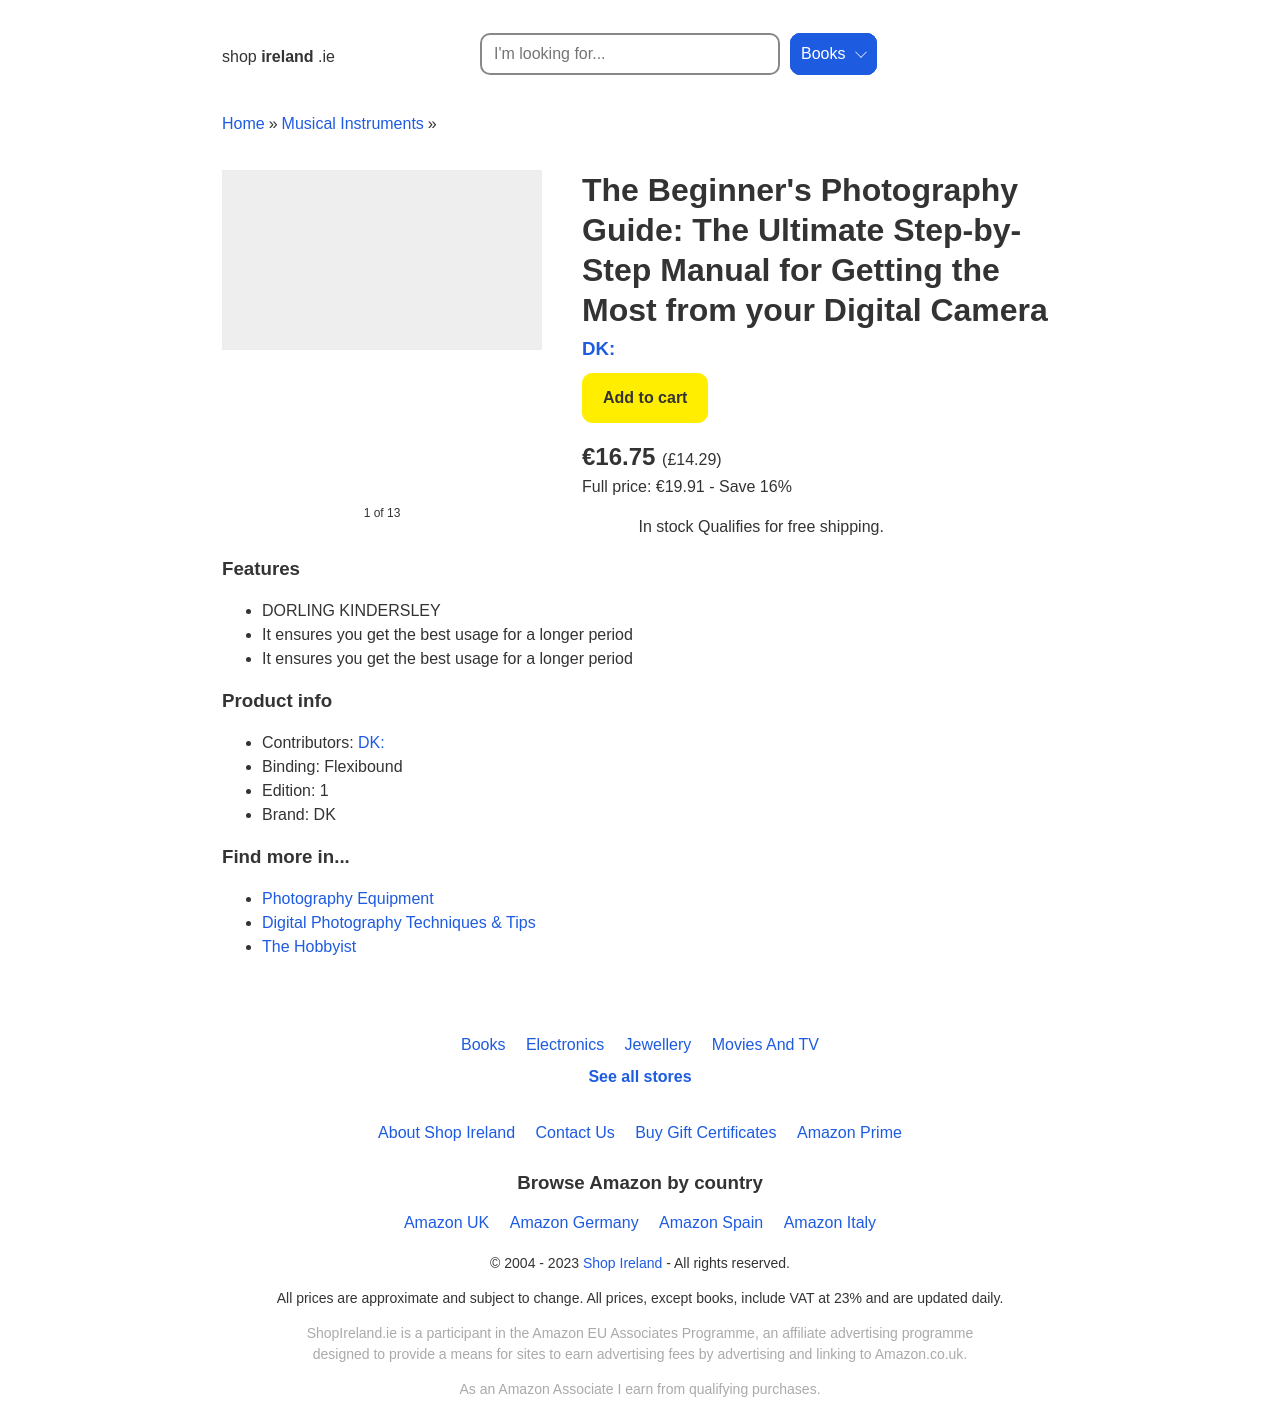 shop ireland .ie
I'm looking for...
Books
Home » Musical Instruments »
The Beginner's Photography
Guide: The Ultimate Step-by-
Step Manual for Getting the
Most from your Digital Camera
DK:
Add to cart
€16.75 (£14.29)
Full price: €19.91 - Save 16%
1 of 13
In stock Qualifies for free shipping.
Features
• DORLING KINDERSLEY
• It ensures you get the best usage for a longer period
• It ensures you get the best usage for a longer period
Product info
• Contributors: DK:
• Binding: Flexibound
• Edition: 1
• Brand: DK
Find more in...
• Photography Equipment
• Digital Photography Techniques & Tips
• The Hobbyist
Books Electronics Jewellery Movies And TV
See all stores
About Shop Ireland Contact Us Buy Gift Certificates Amazon Prime
Browse Amazon by country
Amazon UK Amazon Germany Amazon Spain Amazon Italy
© 2004 - 2023 Shop Ireland - All rights reserved.
All prices are approximate and subject to change. All prices, except books, include VAT at 23% and are updated daily.
ShopIreland.ie is a participant in the Amazon EU Associates Programme, an affiliate advertising programme
designed to provide a means for sites to earn advertising fees by advertising and linking to Amazon.co.uk.
As an Amazon Associate I earn from qualifying purchases.